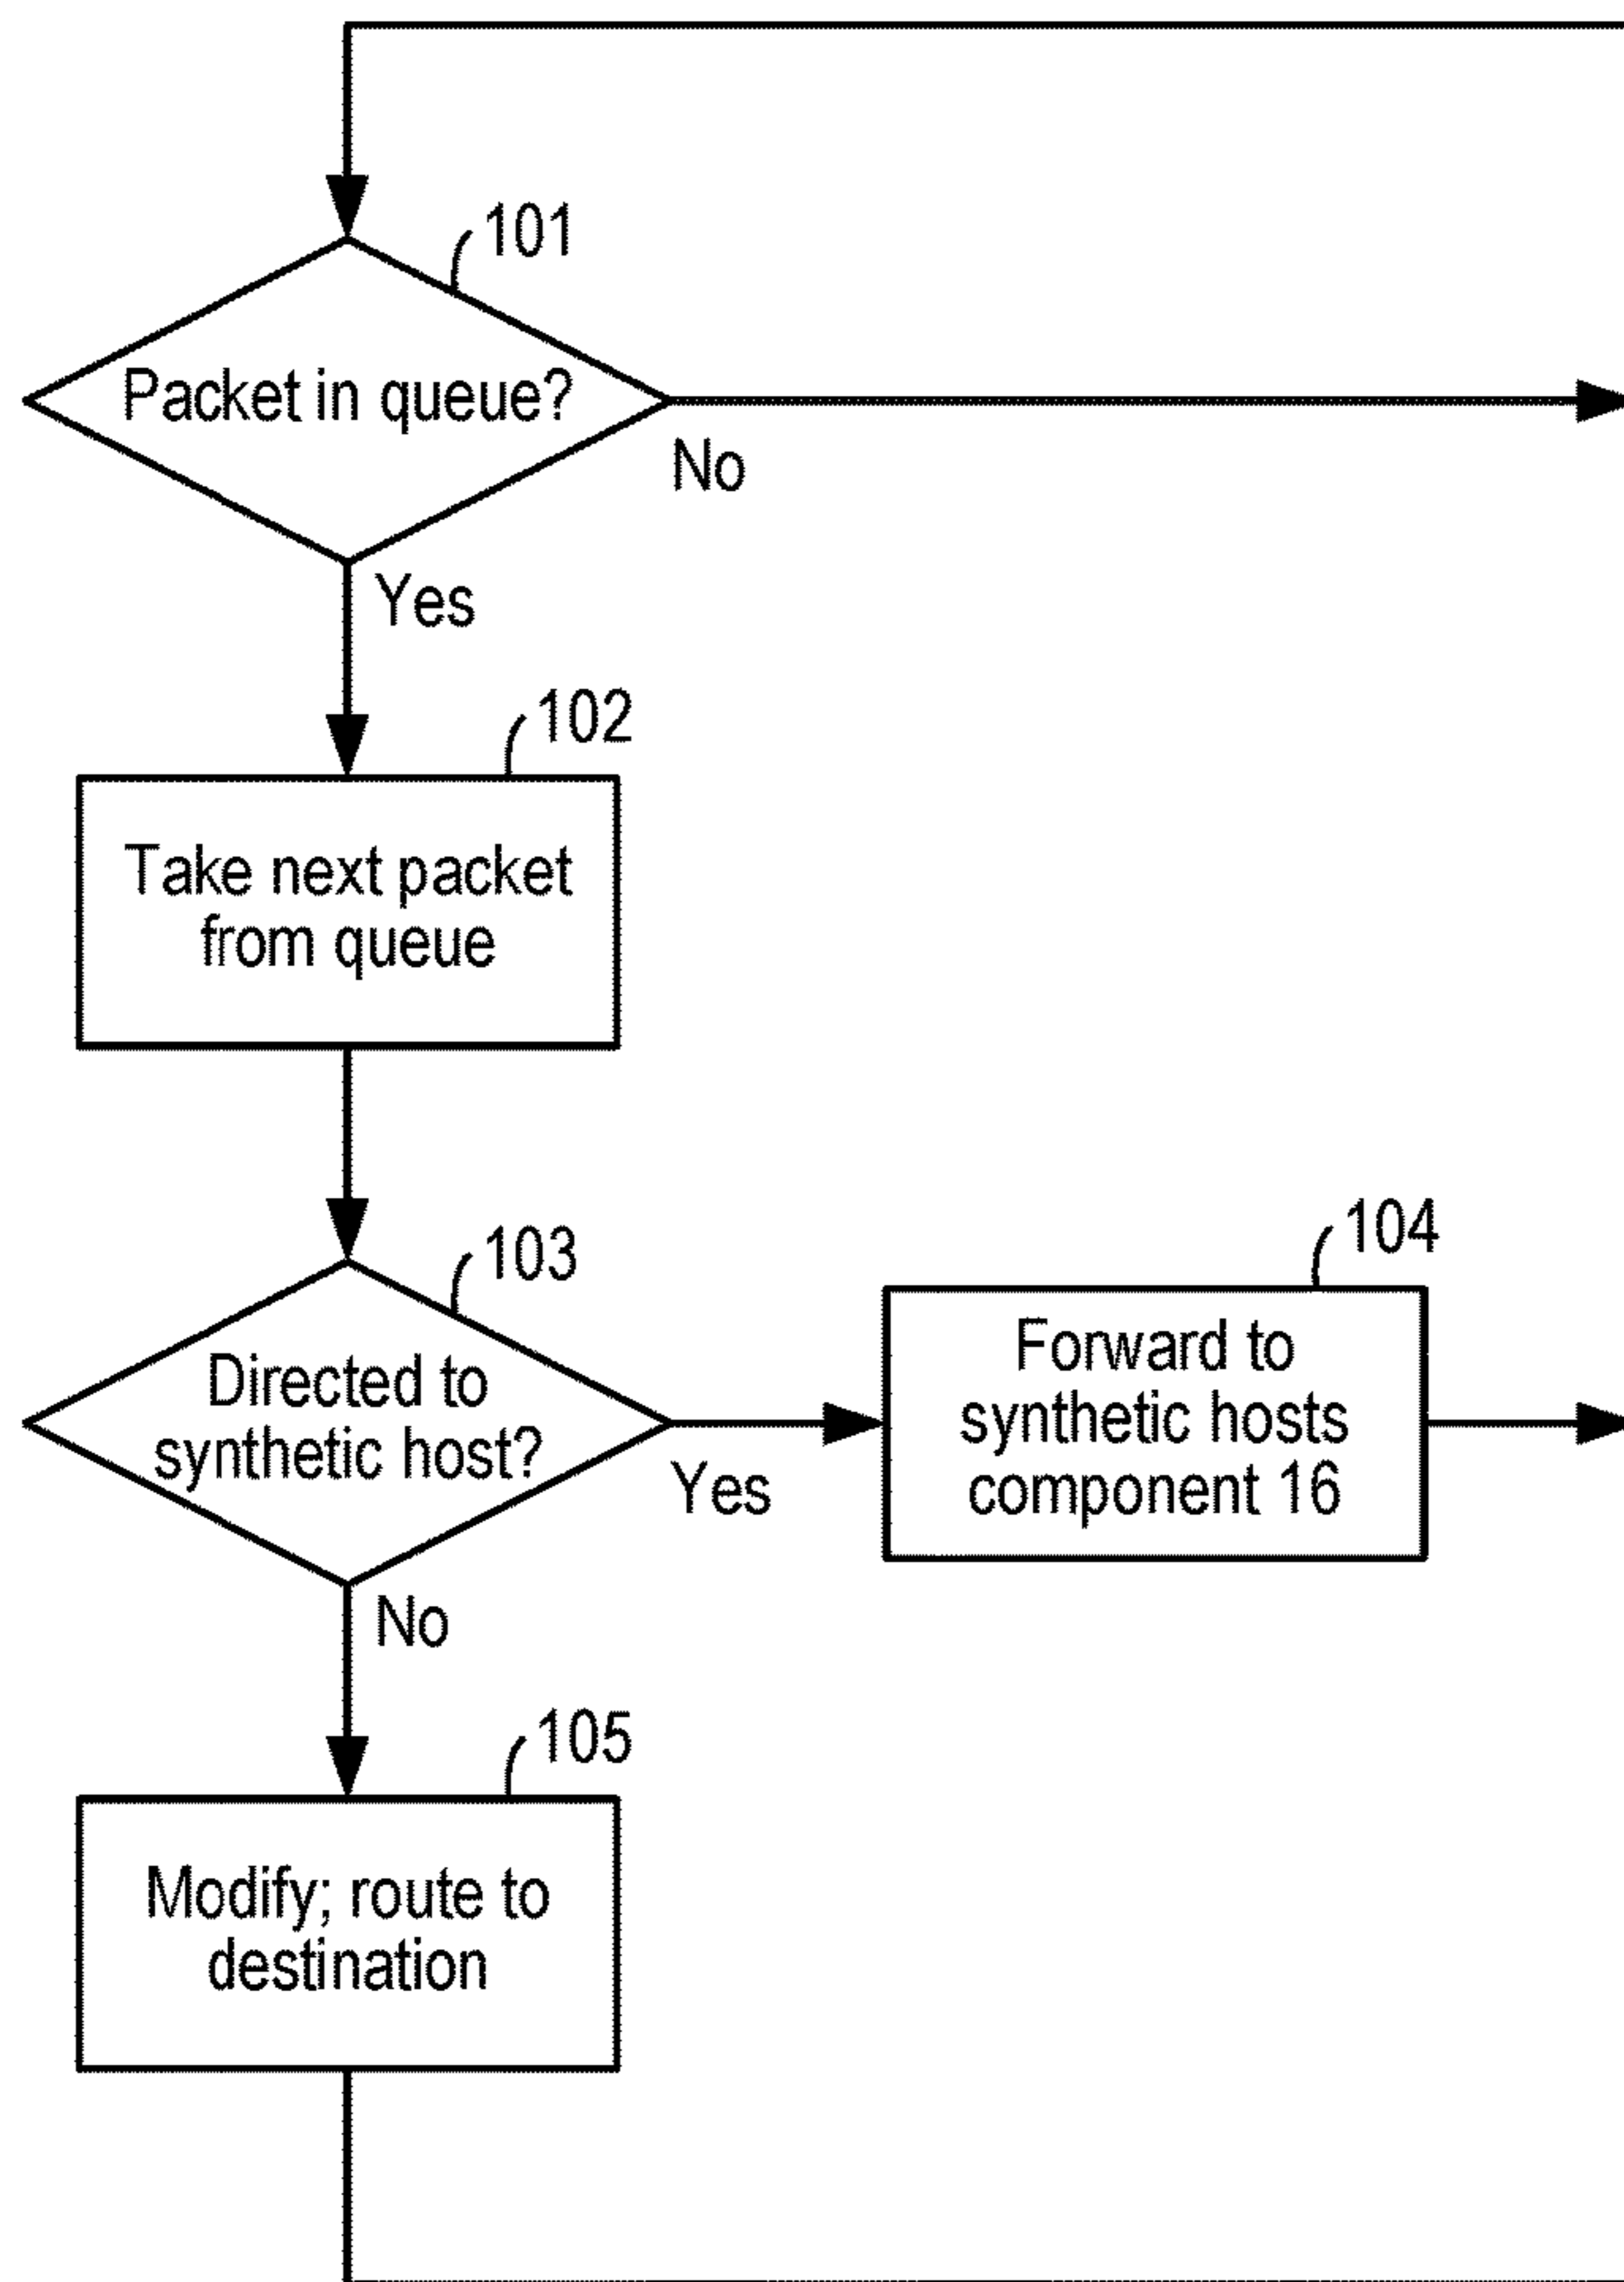 101
Packet in queue?
No
Yes
102
Take next packet
from queue
103
Directed to
synthetic host?
Yes
104
Forward to
synthetic hosts
component 16
No
105
Modify; route to
destination